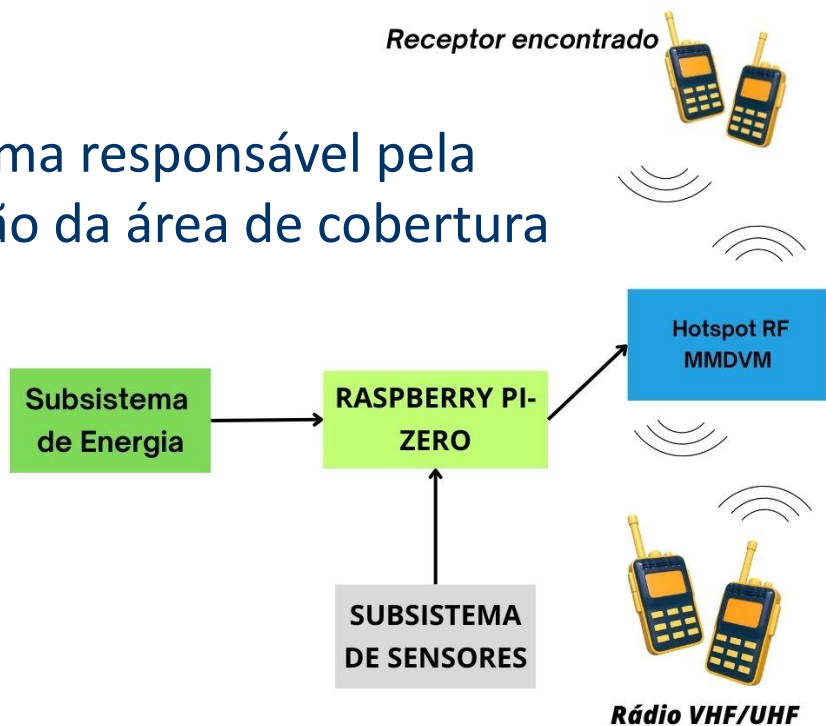 Receptor encontrado
ma responsável pela
ão da área de cobertura
Hotspot RF
MMDVM
Subsistema
de Energia
RASPBERRY PI-
ZERO
SUBSISTEMA
DE SENSORES
Rádio VHF/UHF